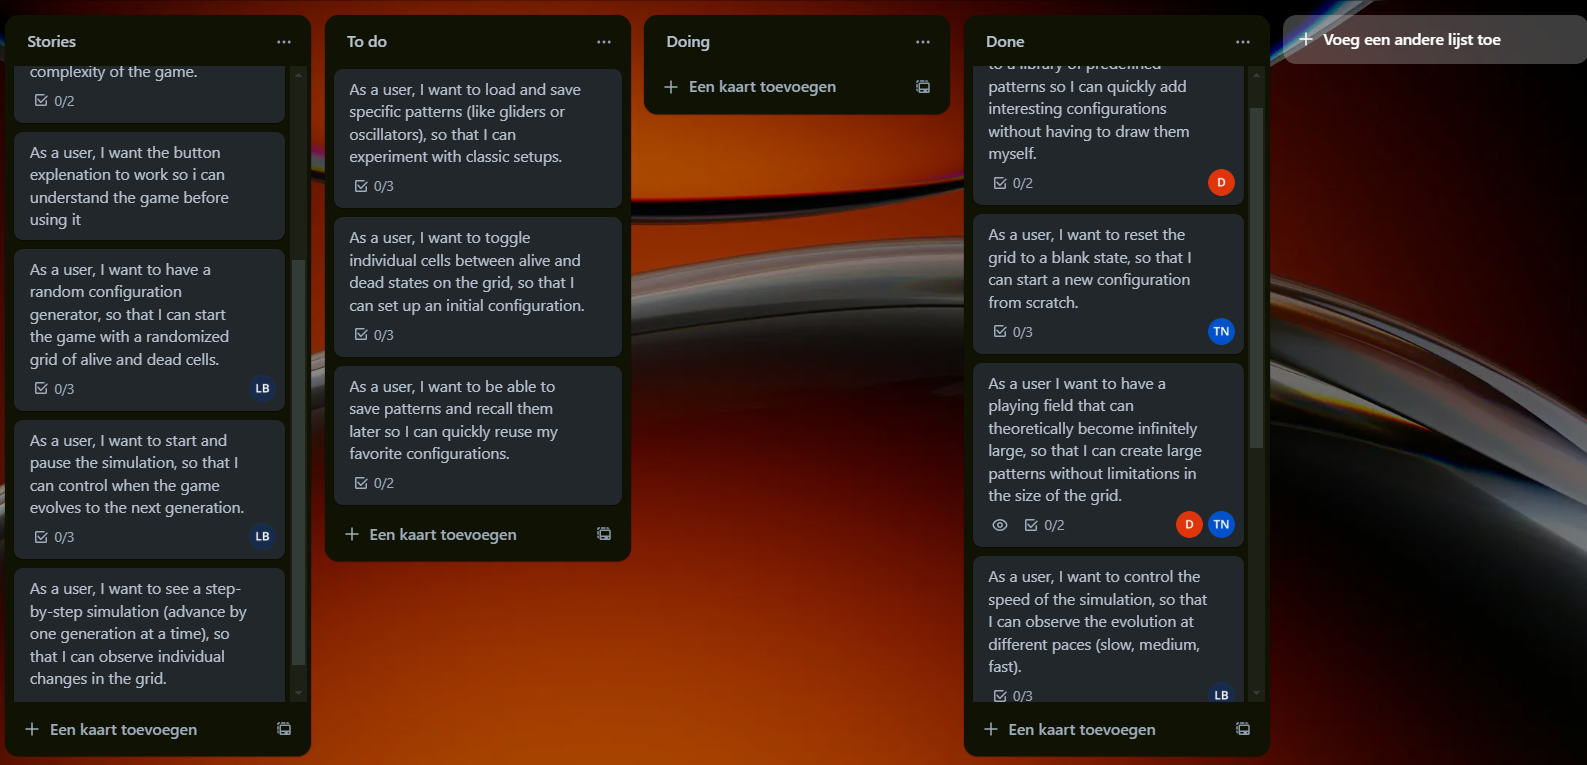 Stories
complexity of the game.
0/2
As a user, I want the button
explenation to work so i can
understand the game before
using it
As a user, I want to have a
random configuration
generator, so that I can start
the game with a randomized
grid of alive and dead cells.
0/3
LB
As a user, I want to start and
pause the simulation, so that I
can control when the game
evolves to the next generation.
0/3
LB
As a user, I want to see a step-
by-step simulation (advance by
one generation at a time), so
that I can observe individual
changes in the grid.
Een kaart toevoegen
To do
As a user, I want to load and save
specific patterns (like gliders or
oscillators), so that I can
experiment with classic setups.
0/3
As a user, I want to toggle
individual cells between alive and
dead states on the grid, so that I
can set up an initial configuration.
0/3
As a user, I want to be able to
save patterns and recall them
later so I can quickly reuse my
favorite configurations.
0/2
Een kaart toevoegen
Doing
Een kaart toevoegen
Done
to a library of predefined
patterns so I can quickly add
interesting configurations
without having to draw them
myself.
0/2
D
As a user, I want to reset the
grid to a blank state, so that I
can start a new configuration
from scratch.
0/3
TN
As a user I want to have a
playing field that can
theoretically become infinitely
large, so that I can create large
patterns without limitations in
the size of the grid.
0/2
D
TN
As a user, I want to control the
speed of the simulation, so that
I can observe the evolution at
different paces (slow, medium,
fast).
0/3
LB
Een kaart toevoegen
Voeg een andere lijst toe